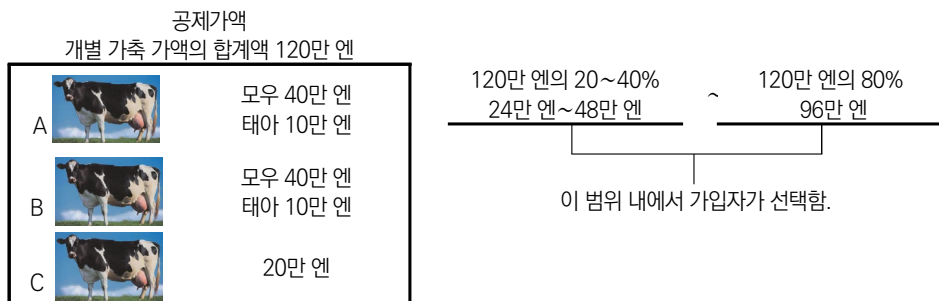 공제가액
개별 가축 가액의 합계액 120만 엔
A
모우 40만 엔
태아 10만 엔
B
모우 40만 엔
태아 10만 엔
C
20만 엔
120만 엔의 20~40%
24만 엔~48만 엔
~
120만 엔의 80%
96만 엔
이 범위 내에서 가입자가 선택함.